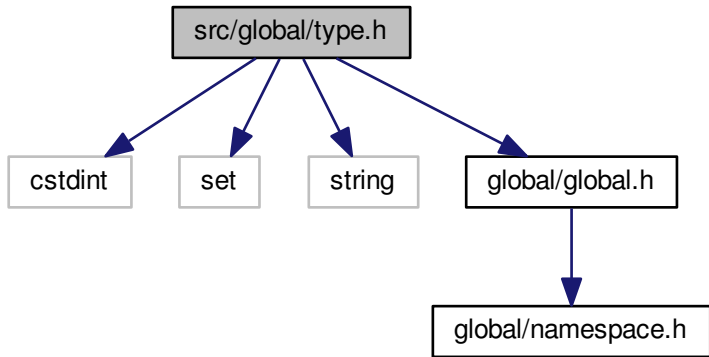 src/global/type.h
cstdint
set
string
global/global.h
global/namespace.h